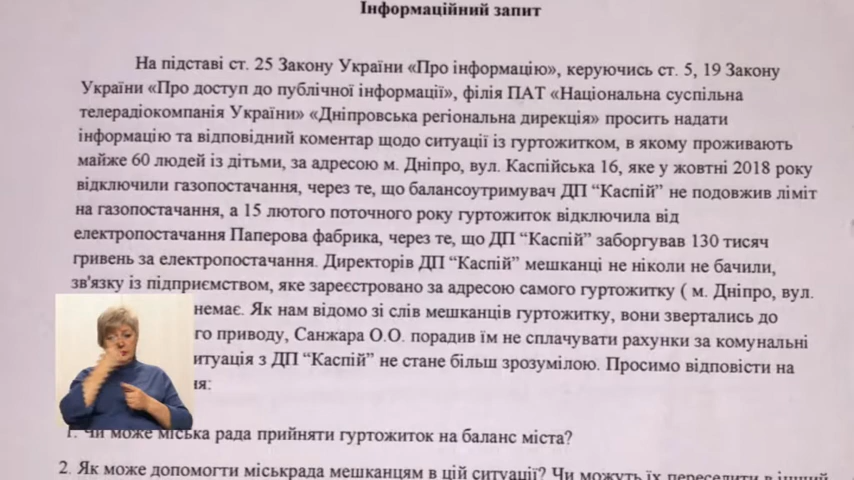 Інформаційний запит
На підставі ст. 25 Закону України «Про інформацію», керуючись ст. 5, 19 Закону
України «Про доступ до публічної інформації», філія ПАТ «Національна суспільна
телерадіокомпанія України» «Дніпровська регіональна дирекція» просить надати
інформацію та відповідний коментар щодо ситуації із гуртожитком, в якому проживають
майже 60 людей із дітьми, за адресою м. Дніпро, вул. Каспійська 16, яке у жовтні 2018 року
відключили газопостачання, через те, що балансоутримувач ДП “Каспій” не подовжив ліміт
на газопостачання, а 15 лютого поточного року гуртожиток відключила від
електропостачання Паперова фабрика, через те, що ДП “Каспій” заборгував 130 тисяч
гривень за електропостачання. Директорів ДП “Каспій” мешканці не ніколи не бачили,
зв'язку із підприємством, яке зареєстровано за адресою самого гуртожитку ( м. Дніпро, вул.
немає. Як нам відомо зі слів мешканців гуртожитку, вони звертались до
го приводу, Санжара О.О. порадив їм не сплачувати рахунки за комунальні
итуація з ДП “Каспій” не стане більш зрозумілою. Просимо відповісти на
ня:
1. Чи може міська рада прийняти гуртожиток на баланс міста?
2. Як може допомогти міськрада мешканцям в цій ситуації? Чи можуть їх переселити в інший